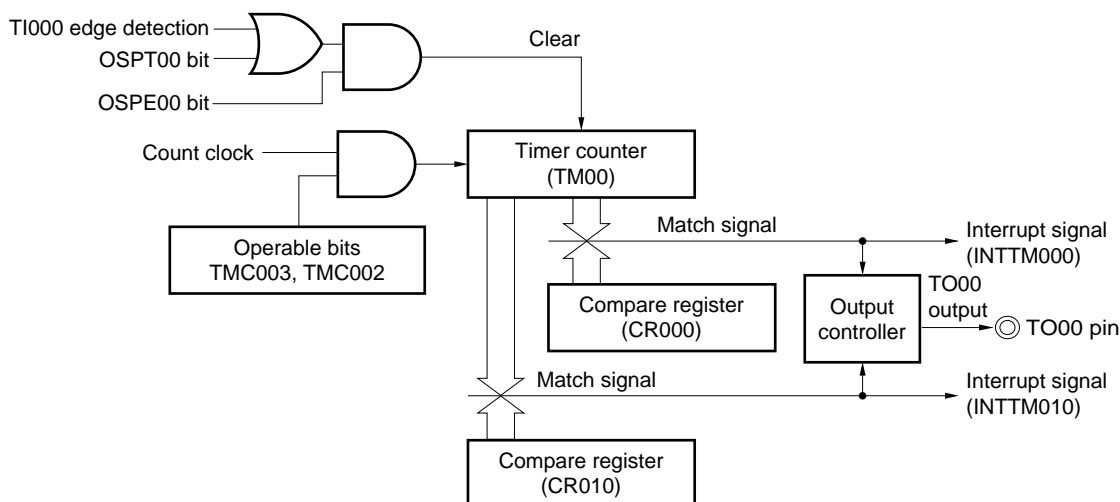 TI000 edge detection
OSPT00 bit
OSPE00 bit
Clear
Count clock
Timer counter
(TM00)
Operable bits
TMC003, TMC002
Match signal
Interrupt signal
(INTTM000)
Compare register
(CR000)
Output
controller
TO00
output
TO00 pin
Match signal
Interrupt signal
(INTTM010)
Compare register
(CR010)